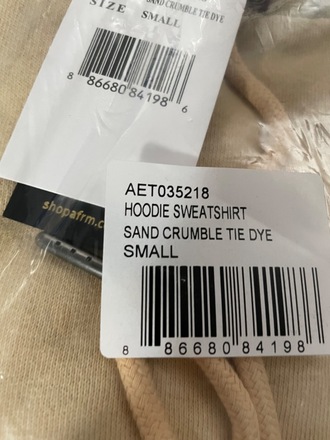 SAND CRUMBLE TIE DYE
SIZE SMALL
8 86680 84198 6
shopafrm.c
AET035218
HOODIE SWEATSHIRT
SAND CRUMBLE TIE DYE
SMALL
8 86680 84198